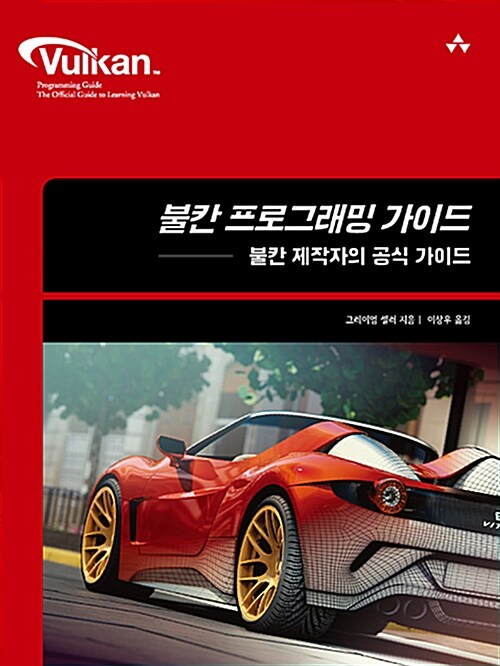 Vulkan™
Programming Guide
The Official Guide to Learning Vulkan
불칸 프로그래밍 가이드
불칸 제작자의 공식 가이드
그레이엄 셀러 지음 | 이상우 옮김